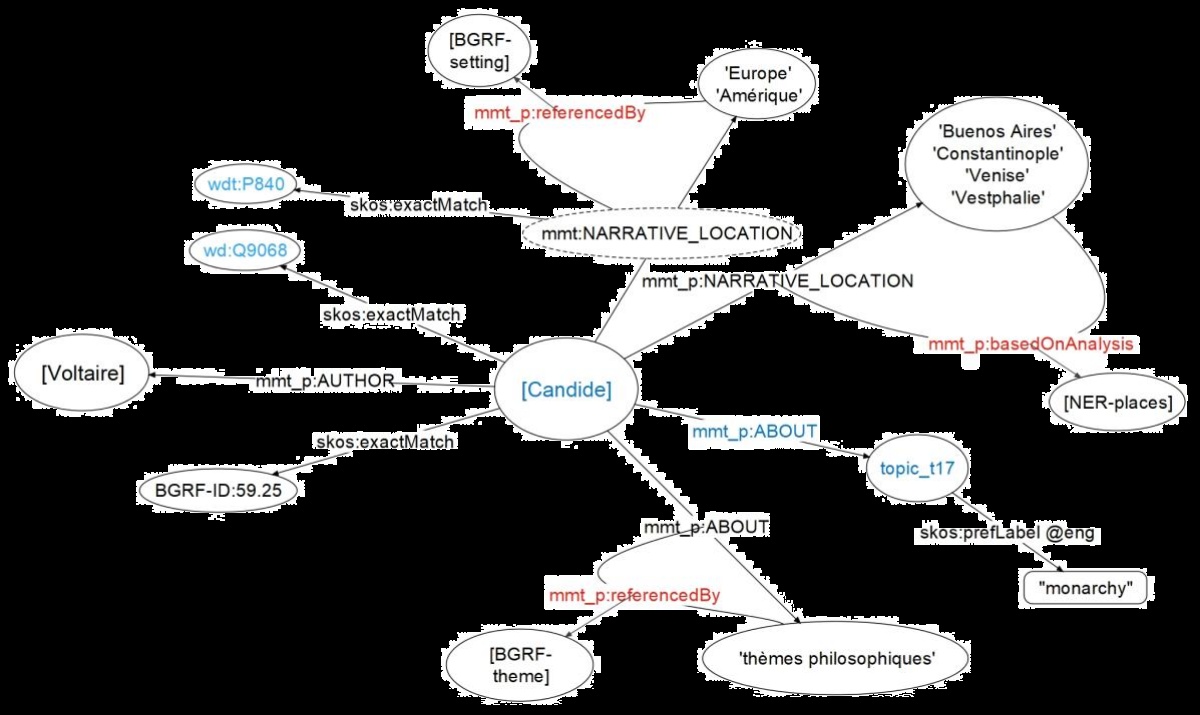 [BGRF-
setting]
'Europe'
'Amérique'
mmt_p:referencedBy
'Buenos Aires'
'Constantinople'
'Venise'
'Vestphalie'
wdt:P840
skos:exactMatch
mmt:NARRATIVE_LOCATION
wd:Q9068
mmt_p:NARRATIVE_LOCATION
skos:exactMatch
mmt_p:basedOnAnalysis
[Voltaire]
mmt_p:AUTHOR
[Candide]
[NER-places]
mmt_p:ABOUT
skos:exactMatch
topic_t17
BGRF-ID:59.25
mmt_p:ABOUT
skos:prefLabel @eng
"monarchy"
mmt_p:referencedBy
[BGRF-
theme]
'thèmes philosophiques'